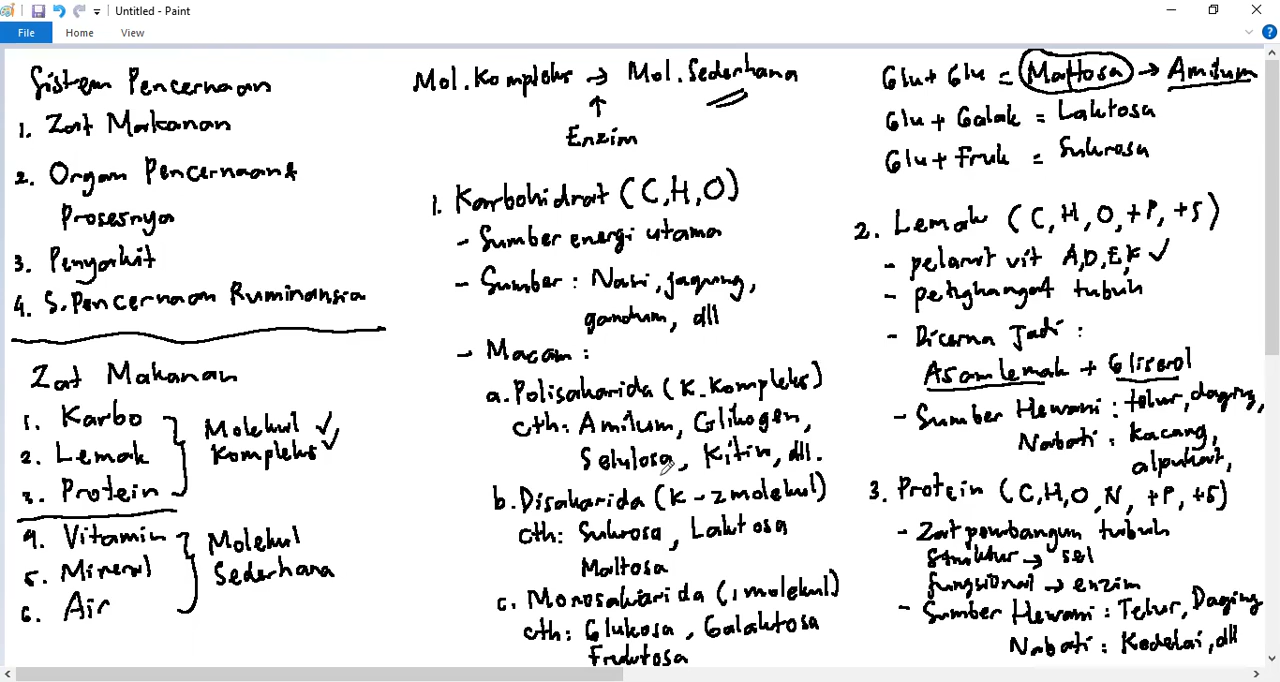 Untitled - Paint
File Home View
Sistem Pencernaan
1. Zat Makanan
2. Organ Pencernaan &
Prosesnya
3. Penyakit
4. S. Pencernaan Ruminansia
Zat Makanan
1. Karbo
2. Lemak
3. Protein
Molekul ✓
Kompleks ✓
4. Vitamin
5. Mineral
6. Air
Molekul
Sederhana
Mol. Kompleks → Mol. Sederhana
↑
Enzim
1. Karbohidrat (C, H, O)
- Sumber energi utama
- Sumber : Nasi, jagung,
gandum, dll
- Macam :
a. Polisakarida (K. Kompleks)
cth: Amilum, Glikogen,
Selulosa, Kitin, dll.
b. Disakarida (K - 2 molekul)
cth: Sukrosa, Laktosa
Maltosa
c. Monosakarida (1 molekul)
cth: Glukosa, Galaktosa
Fruktosa
Glu + Glu = Maltosa → Amilum
Glu + Galak = Laktosa
Glu + Fruk = Sukrosa
2. Lemak (C, H, O, +P, +S)
- pelarut vit A, D, E, K ✓
- penghangat tubuh
- Dicerna Jadi :
Asam lemak + Gliserol
- Sumber Hewani : telur, daging,
Nabati : kacang,
alpukat,
3. Protein (C, H, O, N, +P, +S)
- Zat pembangun tubuh
Struktur → sel
fungsional → enzim
- Sumber Hewani : Telur, Daging
Nabati : Kedelai, dll